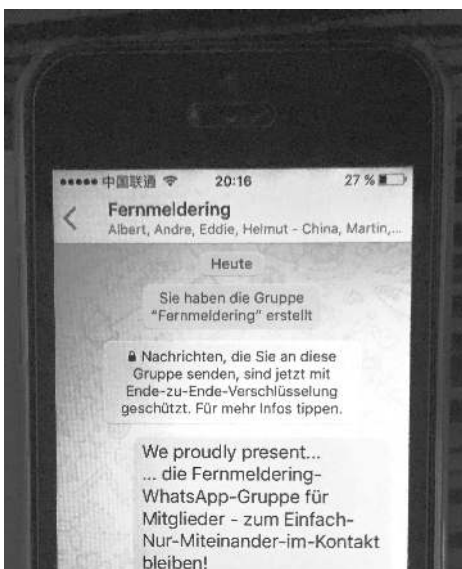 中国联通 20:16 27 %
Fernmeldering
Albert, Andre, Eddie, Helmut - China, Martin,...
Heute
Sie haben die Gruppe
"Fernmeldering" erstellt
Nachrichten, die Sie an diese
Gruppe senden, sind jetzt mit
Ende-zu-Ende-Verschlüsselung
geschützt. Für mehr Infos tippen.
We proudly present...
... die Fernmeldering-
WhatsApp-Gruppe für
Mitglieder - zum Einfach-
Nur-Miteinander-im-Kontakt
bleiben!